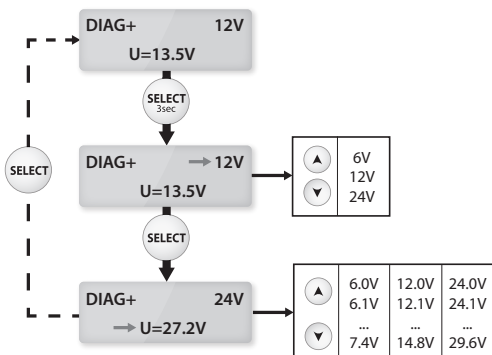 DIAG+ 12V
U=13.5V
SELECT
3sec
SELECT
DIAG+ 12V
U=13.5V
6V
12V
24V
SELECT
DIAG+ 24V
U=27.2V
6.0V 12.0V 24.0V
6.1V 12.1V 24.1V
... ... ...
7.4V 14.8V 29.6V